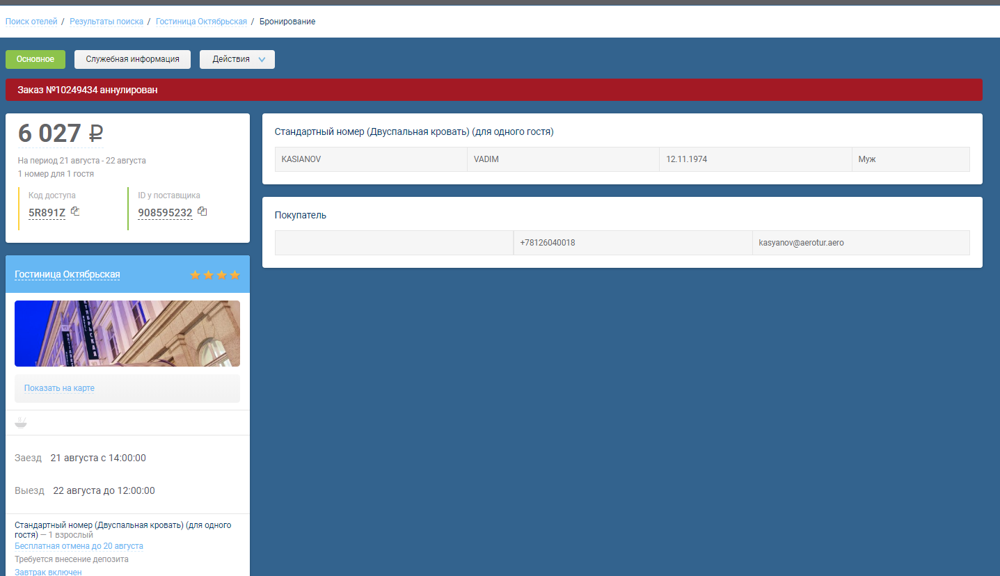 Поиск отелей / Результаты поиска / Гостиница Октябрьская / Бронирование
Основное Служебная информация Действия
Заказ №10249434 аннулирован
6 027 ₽
На период 21 августа - 22 августа
1 номер для 1 гостя
Код доступа ID у поставщика
5R891Z 908595232
Стандартный номер (Двуспальная кровать) (для одного гостя)
KASIANOV VADIM 12.11.1974 Муж
Покупатель
+78126040018 kasyanov@aerotur.aero
Гостиница Октябрьская
Показать на карте
Заезд 21 августа с 14:00:00
Выезд 22 августа до 12:00:00
Стандартный номер (Двуспальная кровать) (для одного
гостя) — 1 взрослый
Бесплатная отмена до 20 августа
Требуется внесение депозита
Завтрак включен